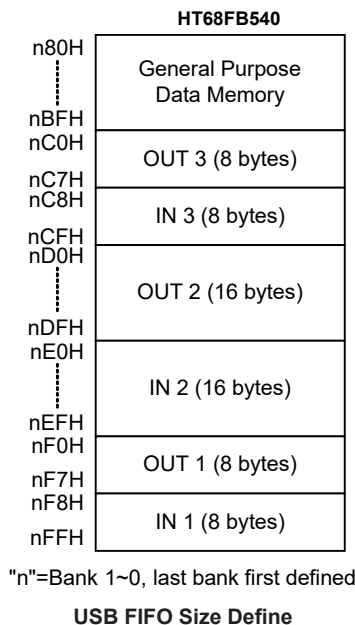 HT68FB540
n80H
General Purpose
Data Memory
nBFH
nC0H
OUT 3 (8 bytes)
nC7H
nC8H
IN 3 (8 bytes)
nCFH
nD0H
OUT 2 (16 bytes)
nDFH
nE0H
IN 2 (16 bytes)
nEFH
nF0H
OUT 1 (8 bytes)
nF7H
nF8H
IN 1 (8 bytes)
nFFH
"n"=Bank 1~0, last bank first defined
USB FIFO Size Define